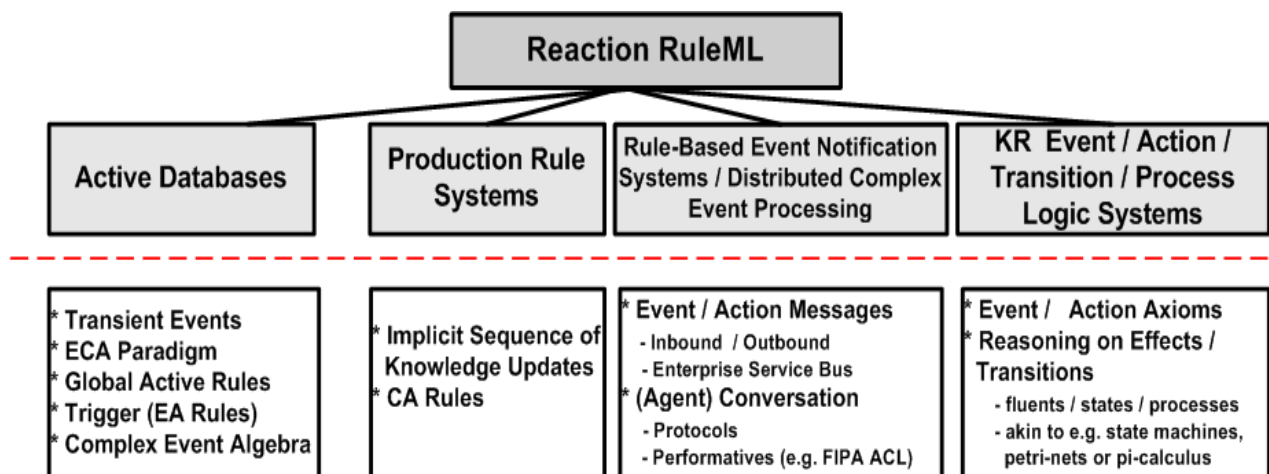 Reaction RuleML
Active Databases
Production Rule
Systems
Rule-Based Event Notification
Systems / Distributed Complex
Event Processing
KR Event / Action /
Transition / Process
Logic Systems
* Transient Events
* ECA Paradigm
* Global Active Rules
* Trigger (EA Rules)
* Complex Event Algebra
* Implicit Sequence of
Knowledge Updates
* CA Rules
* Event / Action Messages
- Inbound / Outbound
- Enterprise Service Bus
* (Agent) Conversation
- Protocols
- Performatives (e.g. FIPA ACL)
* Event / Action Axioms
* Reasoning on Effects /
Transitions
- fluents / states / processes
- akin to e.g. state machines,
petri-nets or pi-calculus